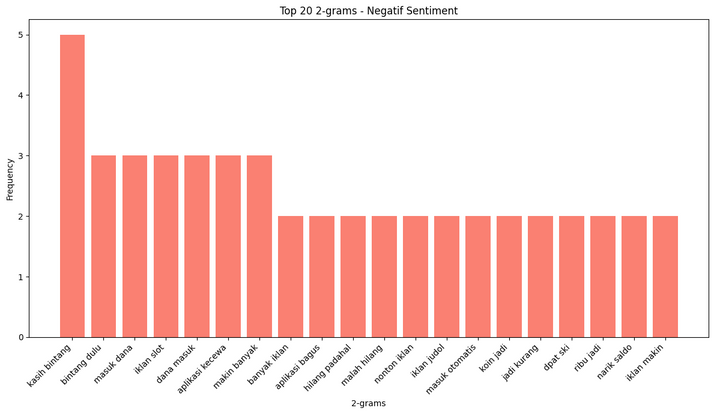 Top 20 2-grams - Negatif Sentiment
Frequency
5
4
3
2
1
0
kasih bintang
bintang dulu
masuk dana
iklan slot
dana masuk
aplikasi kecewa
makin banyak
banyak iklan
aplikasi bagus
hilang padahal
malah hilang
nonton iklan
iklan judol
masuk otomatis
koin jadi
jadi kurang
dpat ski
ribu jadi
narik saldo
iklan makin
2-grams